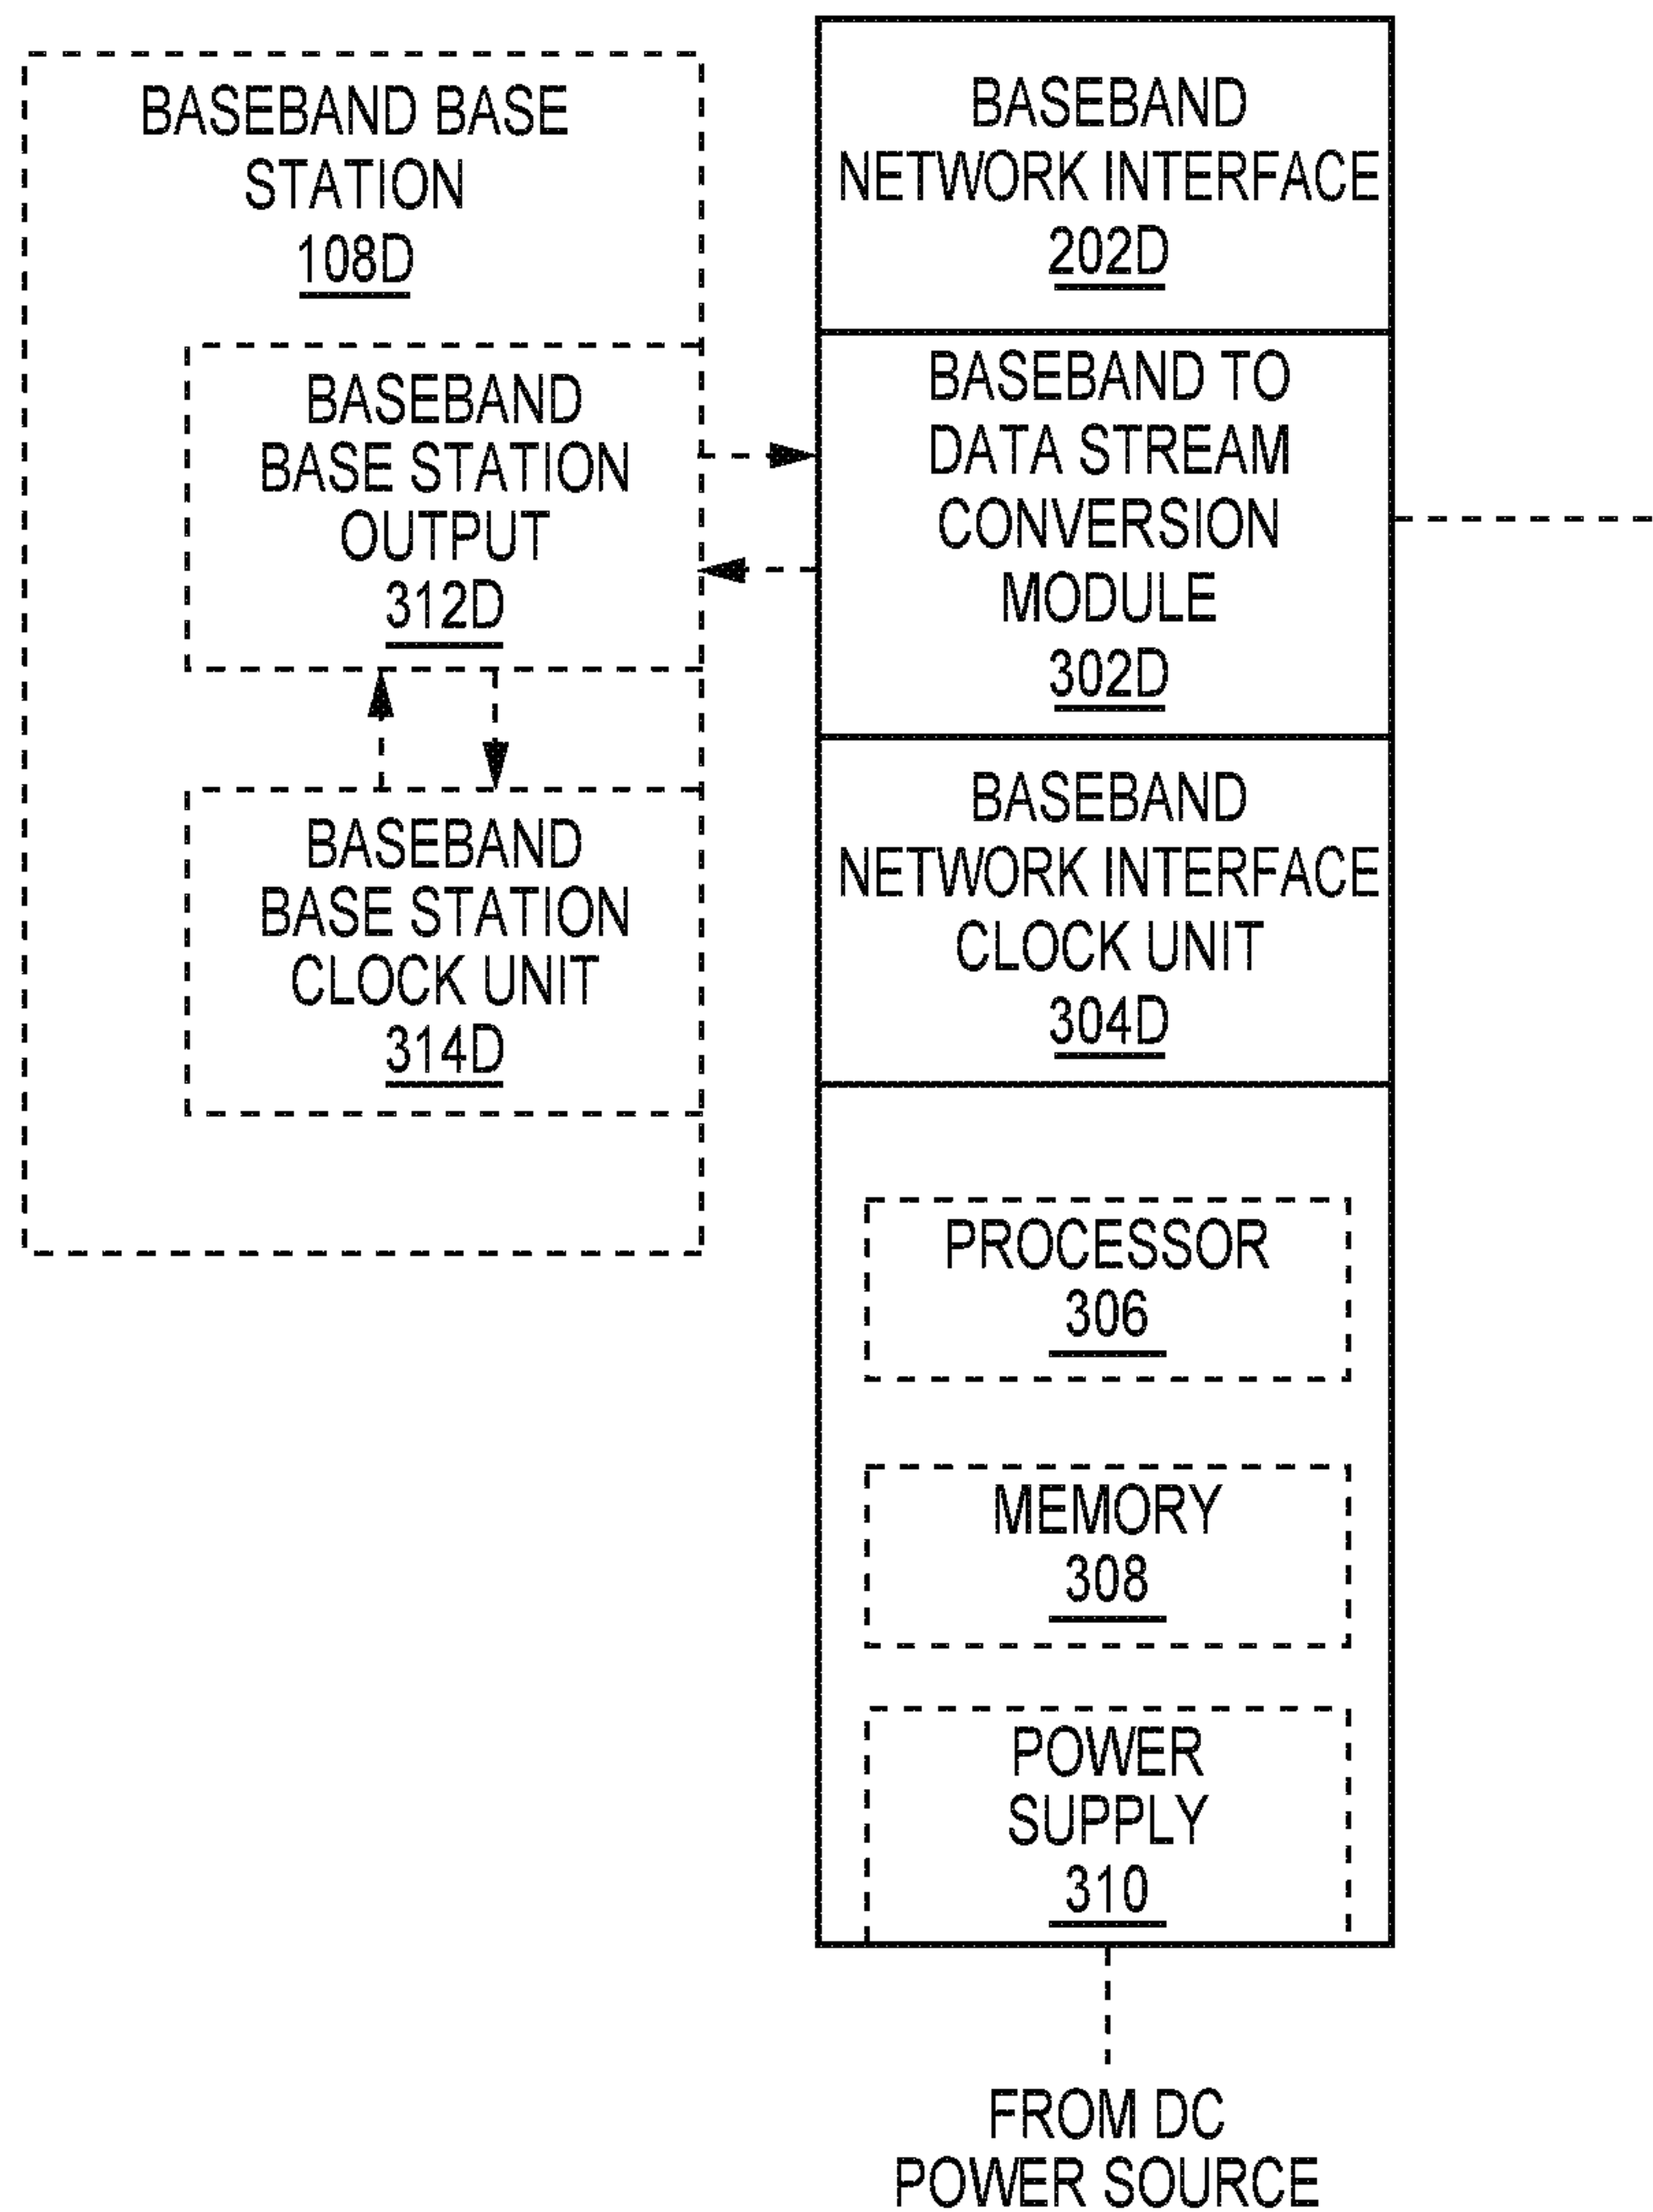 BASEBAND BASE
STATION
108D
BASEBAND
BASE STATION
OUTPUT
312D
BASEBAND
BASE STATION
CLOCK UNIT
314D
BASEBAND
NETWORK INTERFACE
202D
BASEBAND TO
DATA STREAM
CONVERSION
MODULE
302D
BASEBAND
NETWORK INTERFACE
CLOCK UNIT
304D
PROCESSOR
306
MEMORY
308
POWER
SUPPLY
310
FROM DC
POWER SOURCE